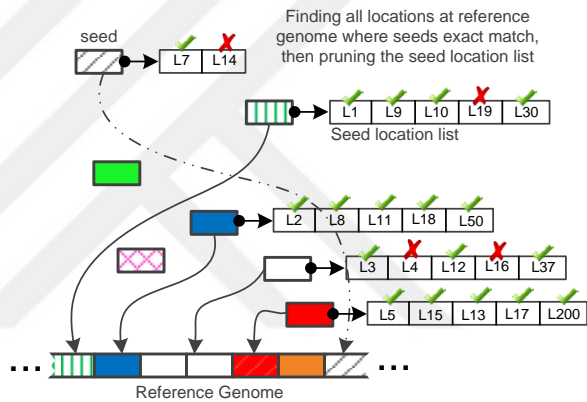 seed
Finding all locations at reference
genome where seeds exact match,
then pruning the seed location list
L7 L14
L1 L9 L10 L19 L30
Seed location list
L2 L8 L11 L18 L50
L3 L4 L12 L16 L37
L5 L15 L13 L17 L200
... ...
Reference Genome